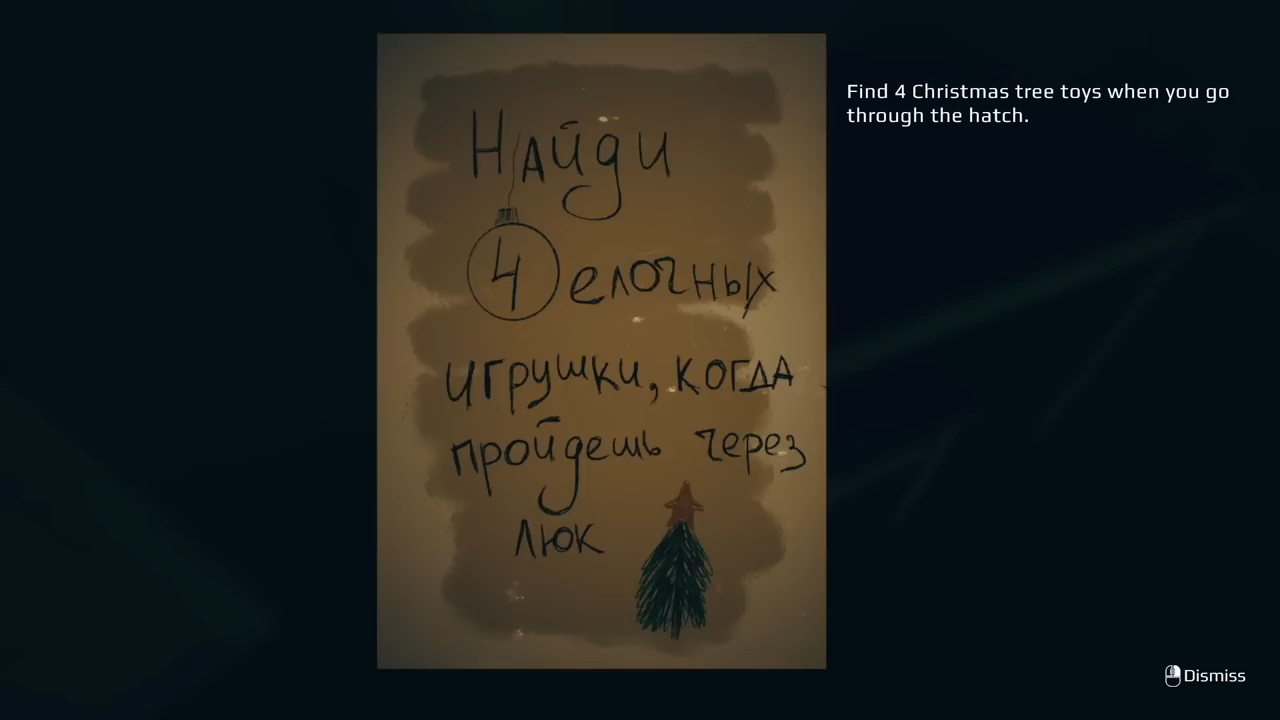 Найди
4 елочных
игрушки, когда
пройдешь через
люк
Find 4 Christmas tree toys when you go
through the hatch.
Dismiss